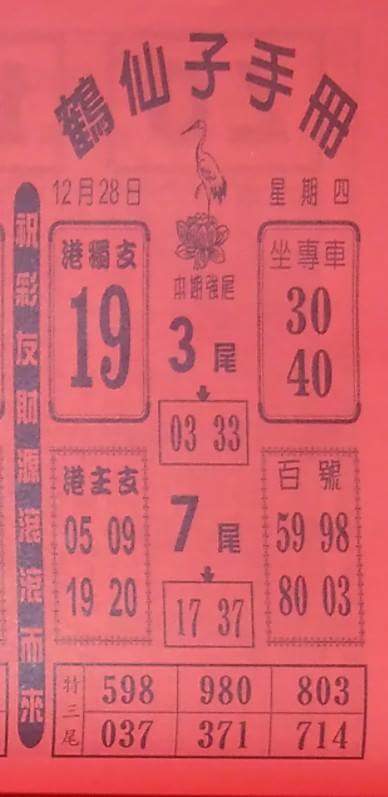 鶴仙子手冊
12月28日
星期四
祝彩友財源滾滾而來
港獨支
19
本期強尾
3尾
03 33
坐專車
30
40
港主支
05 09
19 20
7尾
17 37
百號
59 98
80 03
特三尾
598 980 803
037 371 714